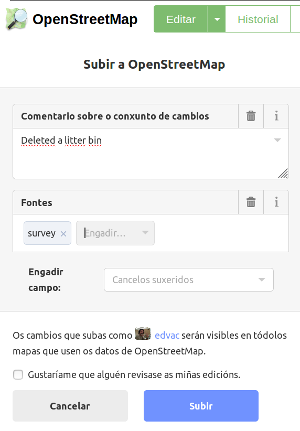 OpenStreetMap
Editar
Historial
Subir a OpenStreetMap
Comentario sobre o conxunto de cambios
Deleted a litter bin
Fontes
survey × Engadir...
Engadir campo:
Cancelos suxeridos
Os cambios que subas como edvac serán visibles en tódolos
mapas que usen os datos de OpenStreetMap.
Gustaríame que alguén revisase as miñas edicións.
Cancelar
Subir